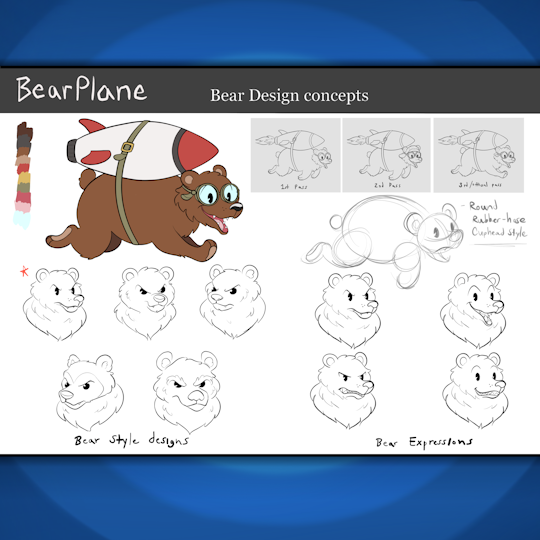 BearPlane
Bear Design concepts
1st Pass
2nd Pass
3rd/ Pass
- Round
Rubber-hose
Cuphead style
Bear Style designs
Bear Expressions